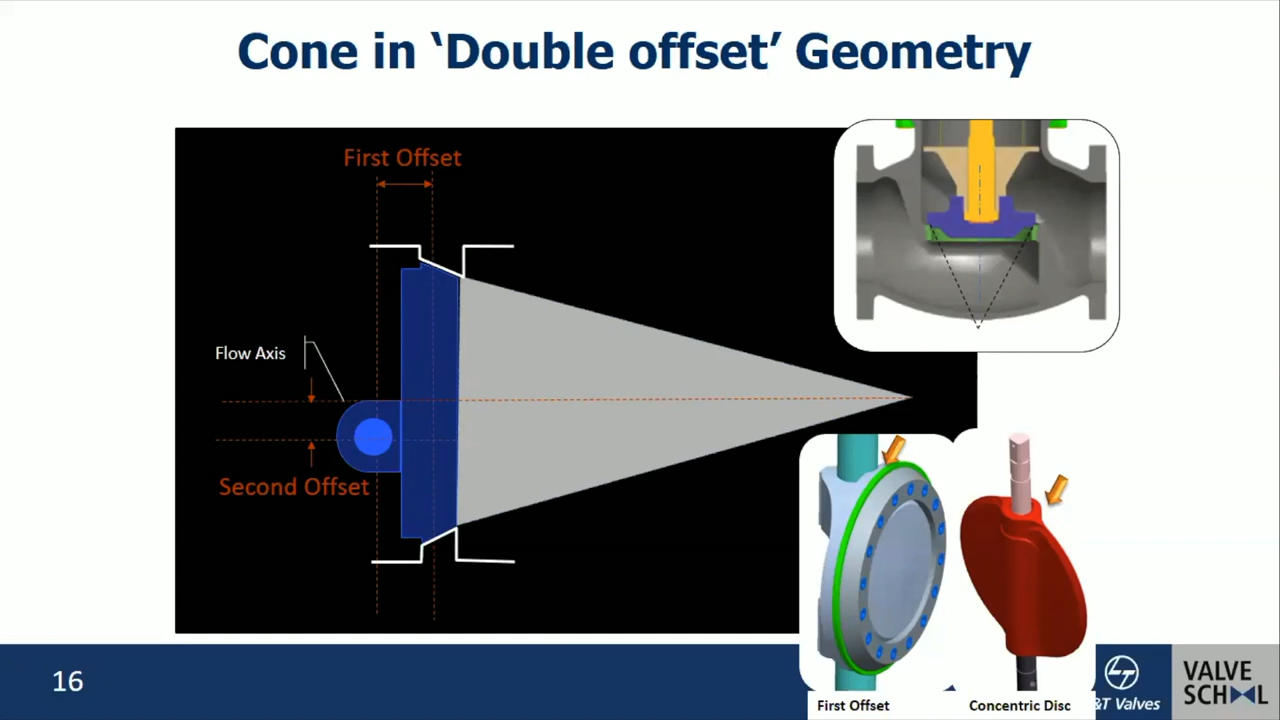 Cone in ‘Double offset’ Geometry
First Offset
Flow Axis
Second Offset
First Offset
Concentric Disc
16
&T Valves
VALVE
SCHOOL